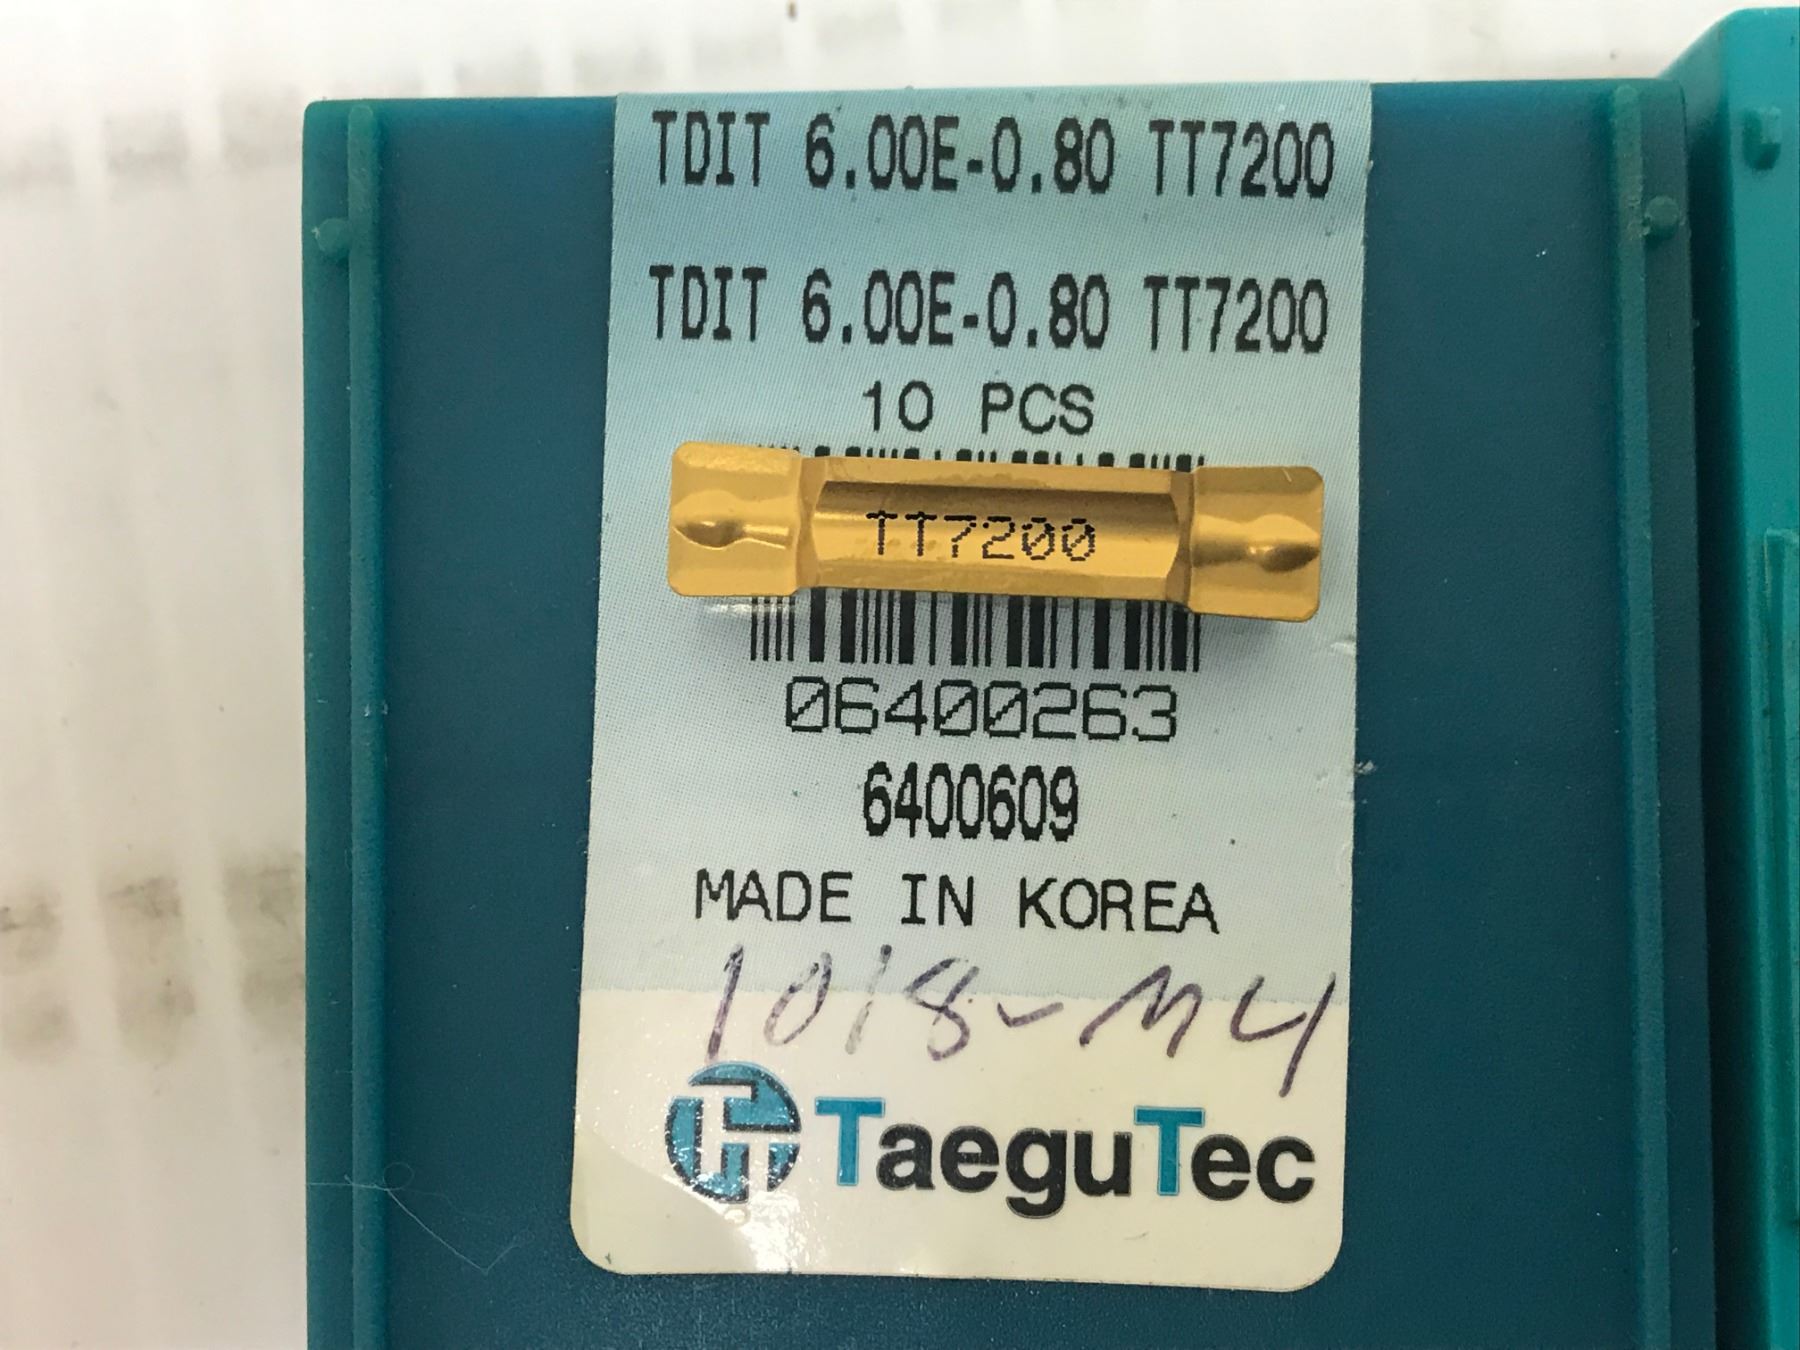 TDIT 6.00E-0.80 TT7200
TDIT 6.00E-0.80 TT7200
10 PCS
TT7200
06400263
6400609
MADE IN KOREA
1018-M4
TaeguTec